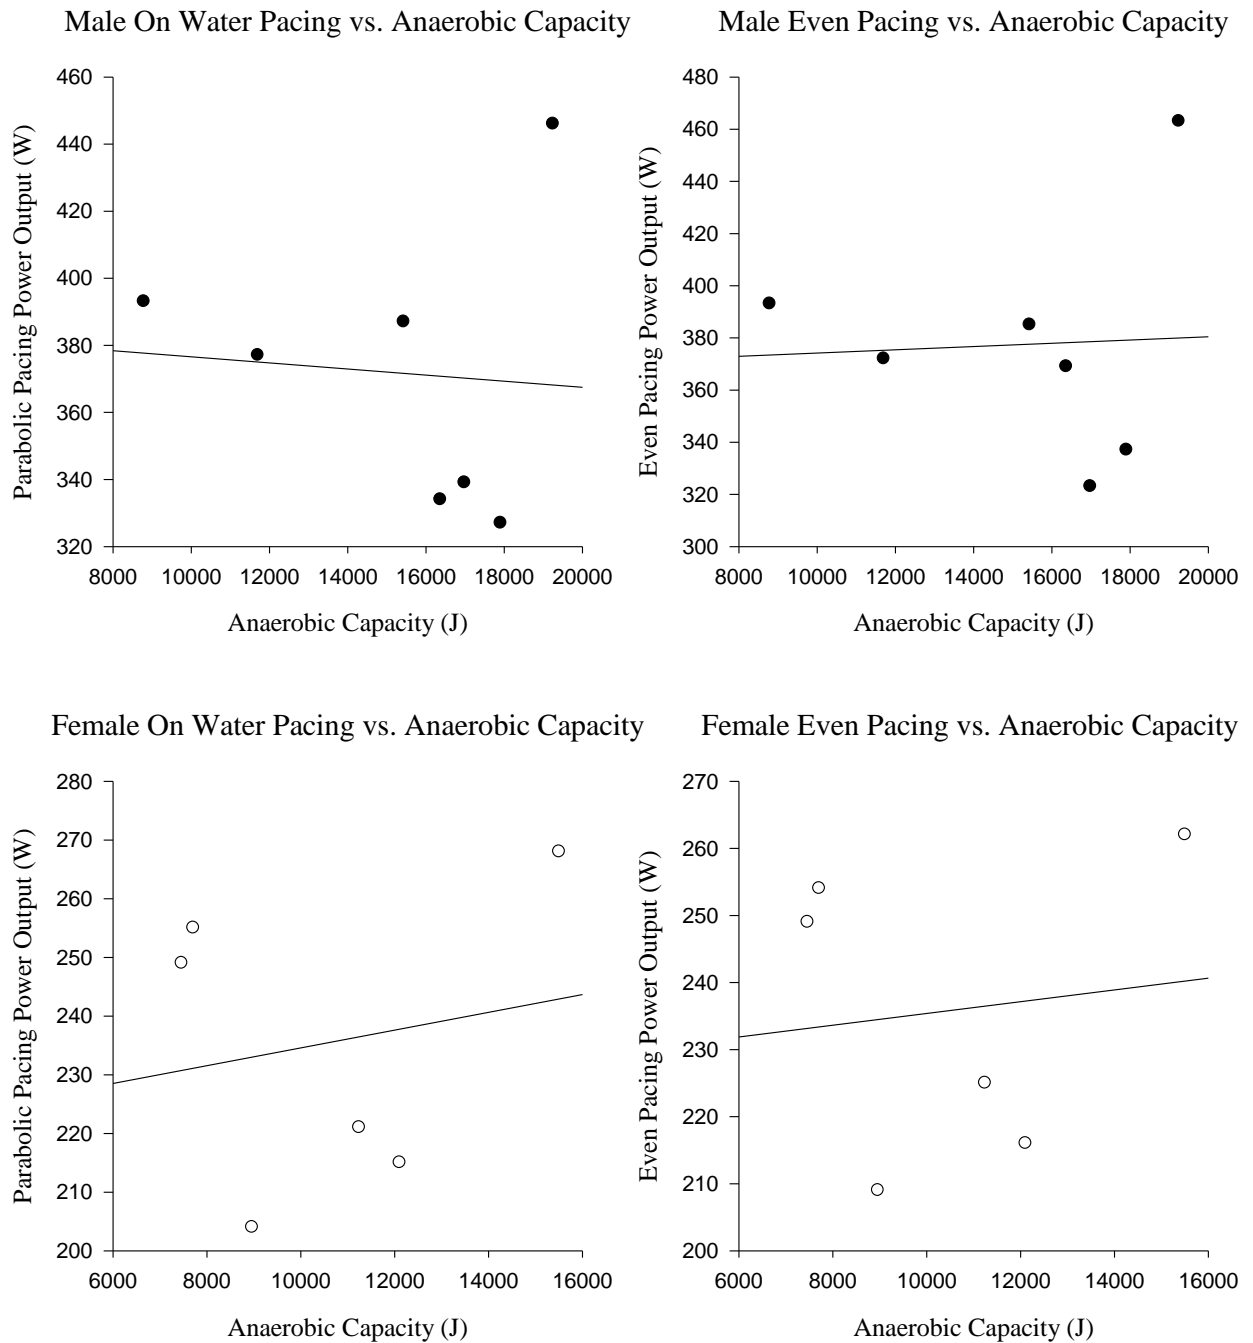 Male On Water Pacing vs. Anaerobic Capacity
460
440
420
400
380
360
340
320
Parabolic Pacing Power Output (W)
8000 10000 12000 14000 16000 18000 20000
Anaerobic Capacity (J)
Male Even Pacing vs. Anaerobic Capacity
480
460
440
420
400
380
360
340
320
300
Even Pacing Power Output (W)
8000 10000 12000 14000 16000 18000 20000
Anaerobic Capacity (J)
Female On Water Pacing vs. Anaerobic Capacity
280
270
260
250
240
230
220
210
200
Parabolic Pacing Power Output (W)
6000 8000 10000 12000 14000 16000
Anaerobic Capacity (J)
Female Even Pacing vs. Anaerobic Capacity
270
260
250
240
230
220
210
200
Even Pacing Power Output (W)
6000 8000 10000 12000 14000 16000
Anaerobic Capacity (J)